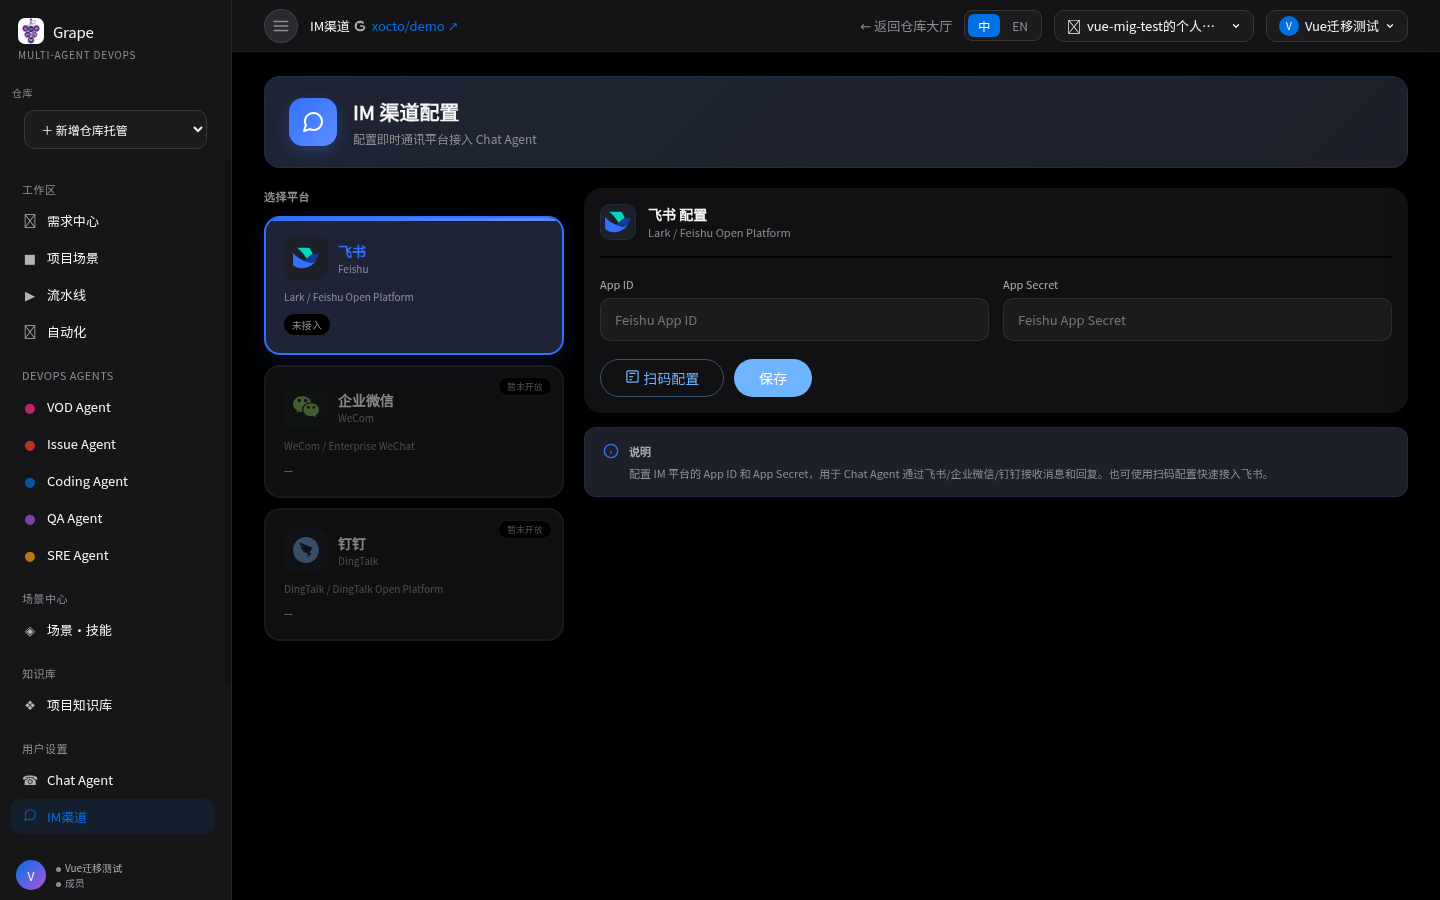 Grape
MULTI-AGENT DEVOPS
仓库
＋ 新增仓库托管
工作区
需求中心
项目场景
流水线
自动化
DEVOPS AGENTS
VOD Agent
Issue Agent
Coding Agent
QA Agent
SRE Agent
场景中心
场景・技能
知识库
项目知识库
用户设置
Chat Agent
IM渠道
V
Vue迁移测试
成员
IM渠道 G xocto/demo ↗
← 返回仓库大厅
中 EN
vue-mig-test的个人…
V Vue迁移测试
IM 渠道配置
配置即时通讯平台接入 Chat Agent
选择平台
飞书
Feishu
Lark / Feishu Open Platform
未接入
暂未开放
企业微信
WeCom
WeCom / Enterprise WeChat
—
暂未开放
钉钉
DingTalk
DingTalk / DingTalk Open Platform
—
飞书 配置
Lark / Feishu Open Platform
App ID App Secret
Feishu App ID Feishu App Secret
扫码配置 保存
说明
配置 IM 平台的 App ID 和 App Secret，用于 Chat Agent 通过飞书/企业微信/钉钉接收消息和回复。也可使用扫码配置快速接入飞书。